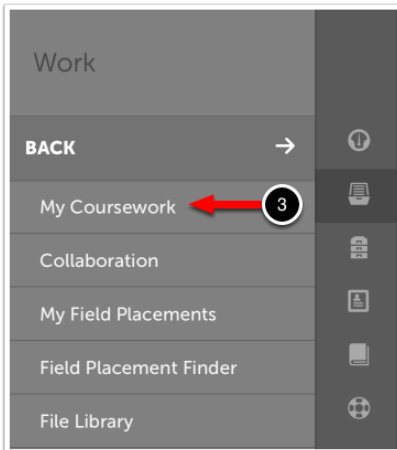 Work
BACK
My Coursework
3
Collaboration
My Field Placements
Field Placement Finder
File Library